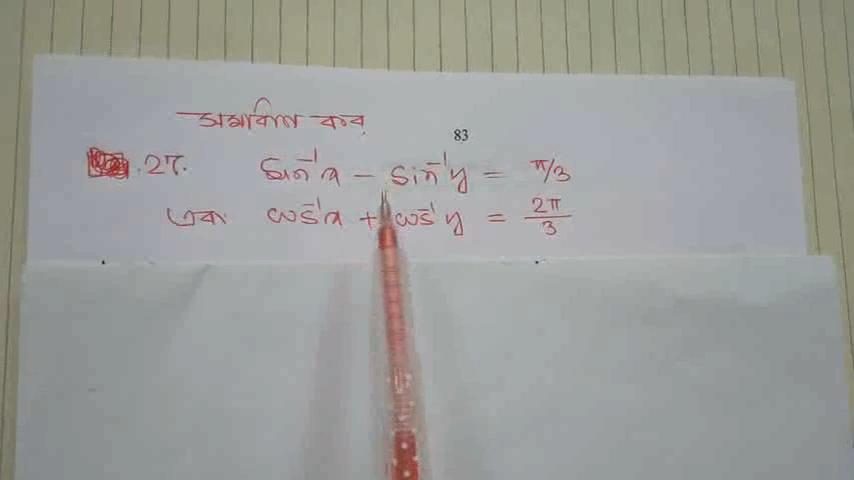 সমাধান কর
83
27. sin⁻¹x − sin⁻¹y = π/3
এবং cos⁻¹x + cos⁻¹y = 2π/3